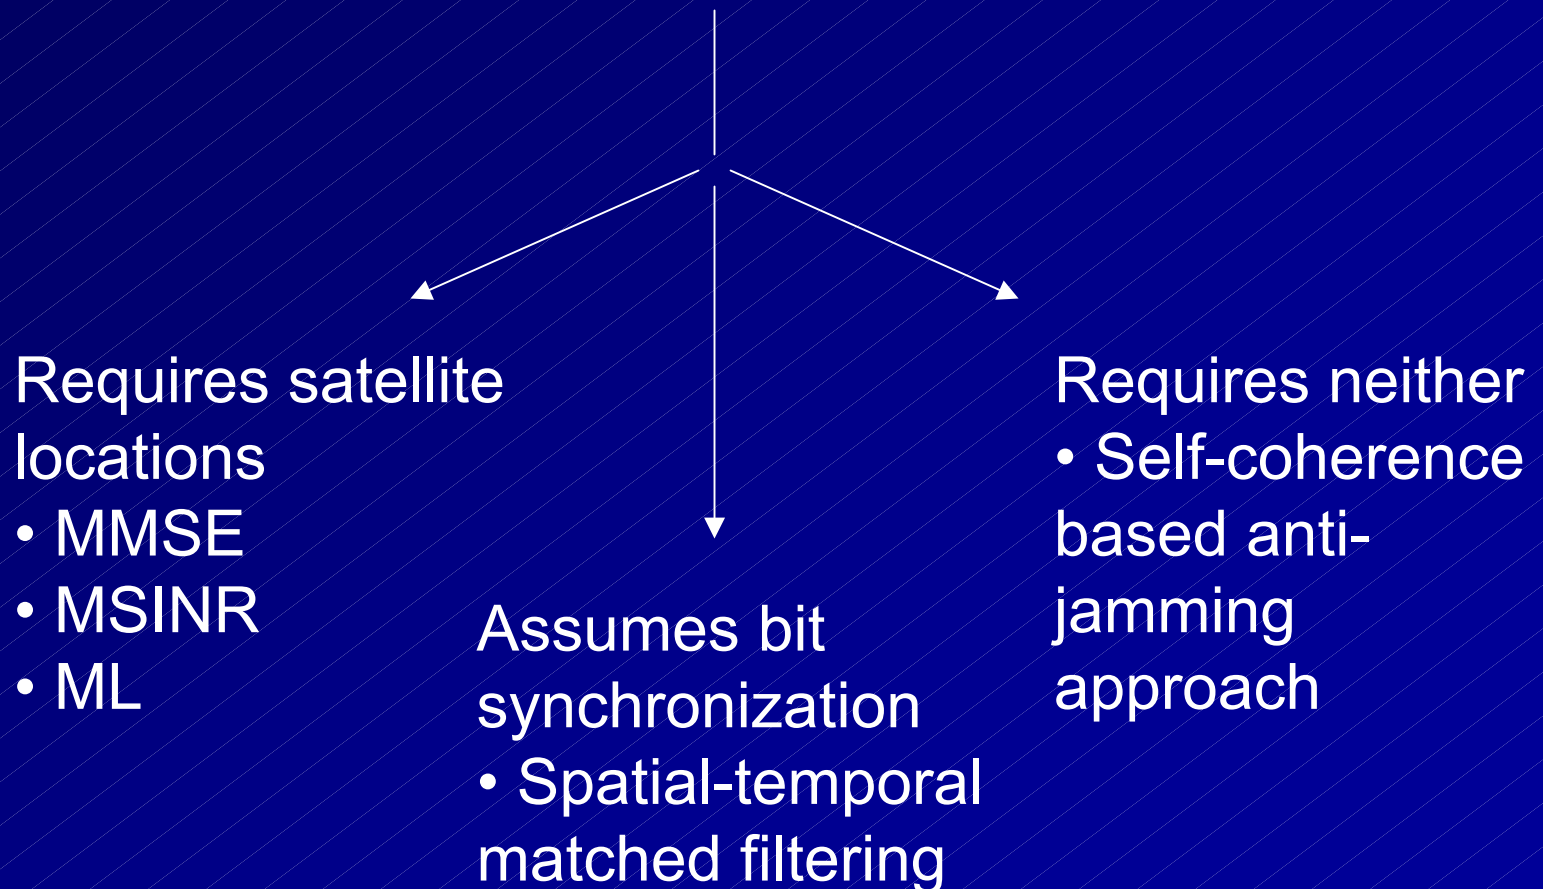 Requires satellite
locations
• MMSE
• MSINR
• ML
Assumes bit
synchronization
• Spatial-temporal
matched filtering
Requires neither
• Self-coherence
based anti-
jamming
approach